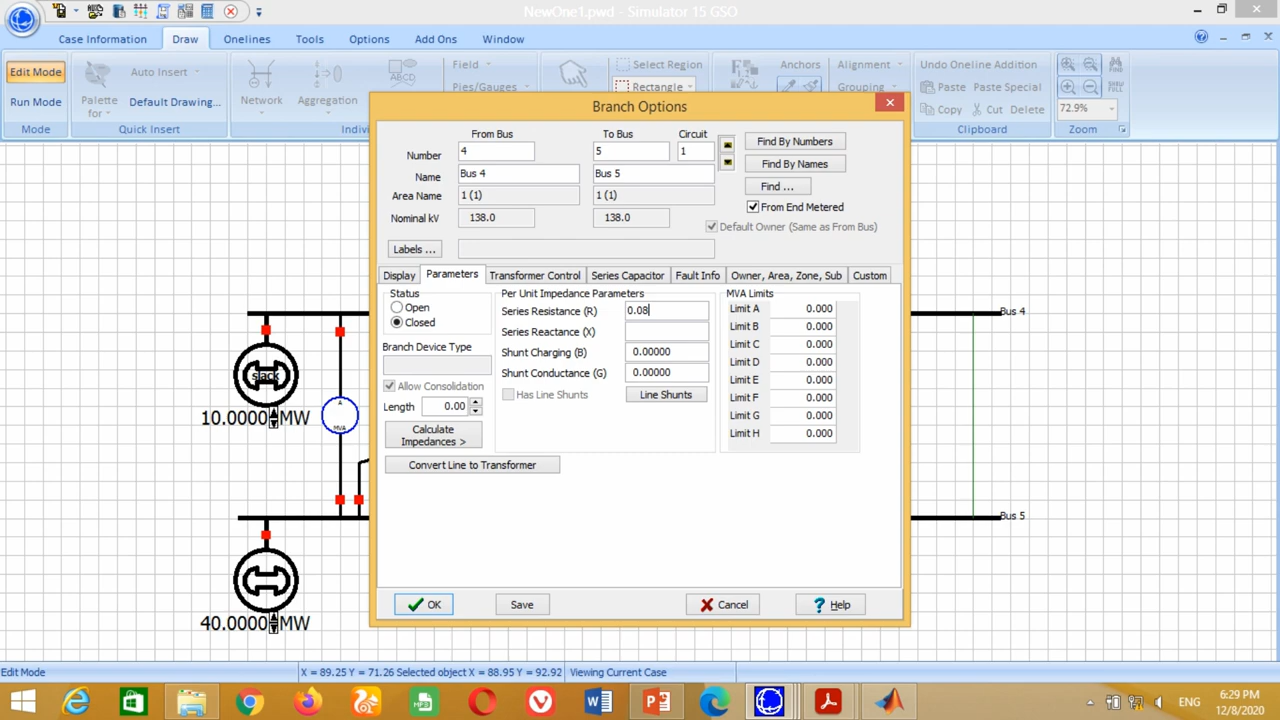 NewOne1.pwd - Simulator 15 GSO
Case Information Draw Onelines Tools Options Add Ons Window
Edit Mode
Run Mode
Mode
Palette
for
Auto Insert
Default Drawing...
Quick Insert
Network
Aggregation
ABCD
Field
Pies/Gauges
Select Region
Rectangle
Anchors
Alignment
Grouping
Undo Oneline Addition
Paste Paste Special
Copy Cut Delete
Clipboard
72.9%
Zoom
Branch Options
From Bus To Bus Circuit
Number 4 5 1
Name Bus 4 Bus 5
Area Name 1 (1) 1 (1)
Nominal kV 138.0 138.0
Find By Numbers
Find By Names
Find ...
From End Metered
Default Owner (Same as From Bus)
Labels ...
Display Parameters Transformer Control Series Capacitor Fault Info Owner, Area, Zone, Sub Custom
Status
Open
Closed
Branch Device Type
Allow Consolidation
Length 0.00
Calculate
Impedances >
Convert Line to Transformer
Per Unit Impedance Parameters
Series Resistance (R) 0.08
Series Reactance (X)
Shunt Charging (B) 0.00000
Shunt Conductance (G) 0.00000
Has Line Shunts Line Shunts
MVA Limits
Limit A 0.000
Limit B 0.000
Limit C 0.000
Limit D 0.000
Limit E 0.000
Limit F 0.000
Limit G 0.000
Limit H 0.000
OK Save Cancel Help
slack
10.0000 MW
A
MVA
40.0000 MW
Bus 4
Bus 5
Edit Mode X = 89.25 Y = 71.26 Selected object X = 88.95 Y = 92.92 Viewing Current Case
ENG
6:29 PM
12/8/2020